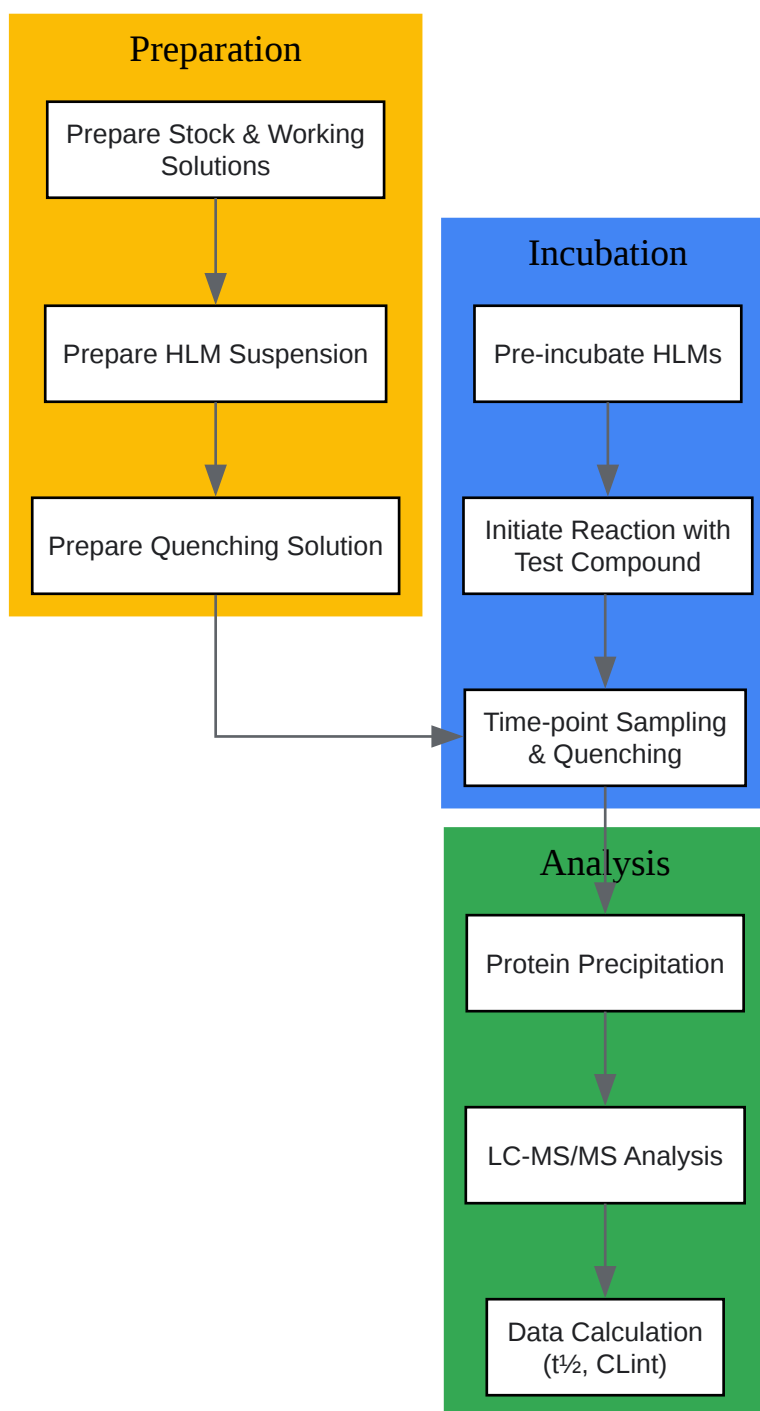 Preparation
Prepare Stock & Working
Solutions
Prepare HLM Suspension
Prepare Quenching Solution
Incubation
Pre-incubate HLMs
Initiate Reaction with
Test Compound
Time-point Sampling
& Quenching
Analysis
Protein Precipitation
LC-MS/MS Analysis
Data Calculation
(t½, CLint)